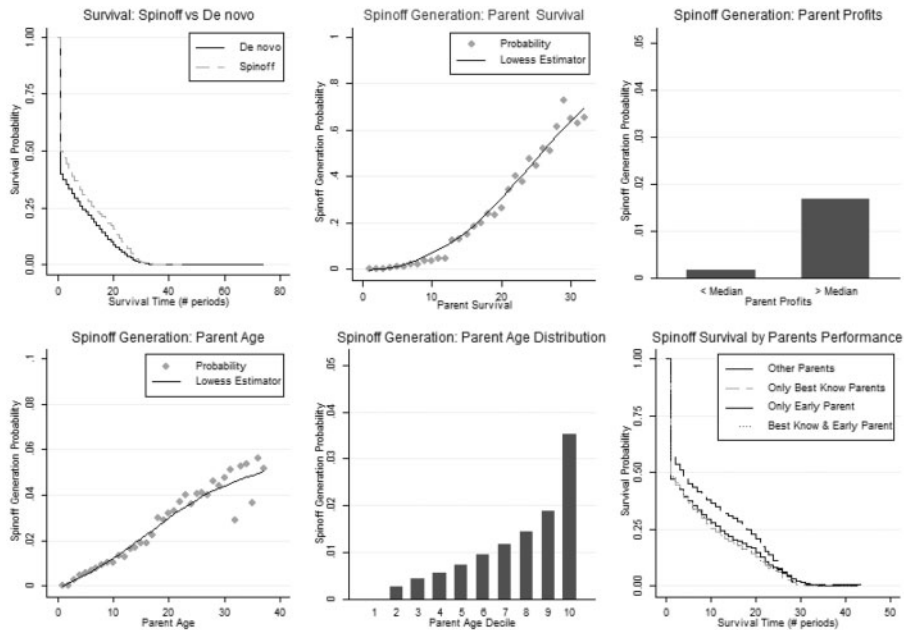 Survival: Spinoff vs De novo
Survival Probability
0.00
0.25
0.50
0.75
1.00
De novo
Spinoff
0
20
40
60
80
Survival Time (# periods)
Spinoff Generation: Parent Survival
Spinoff Generation Probability
0
.2
.4
.6
.8
1
Probability
Lowess Estimator
0
10
20
30
Parent Survival
Spinoff Generation: Parent Profits
Spinoff Generation Probability
0
.01
.02
.03
.04
.05
< Median
> Median
Parent Profits
Spinoff Generation: Parent Age
Spinoff Generation Probability
0
.02
.04
.06
.08
.1
Probability
Lowess Estimator
0
10
20
30
40
Parent Age
Spinoff Generation: Parent Age Distribution
Spinoff Generation Probability
0
.01
.02
.03
.04
.05
1
2
3
4
5
6
7
8
9
10
Parent Age Decile
Spinoff Survival by Parents Performance
Survival Probability
0.00
0.25
0.50
0.75
1.00
Other Parents
Only Best Know Parents
Only Early Parent
Best Know & Early Parent
0
10
20
30
40
50
Survival Time (# periods)